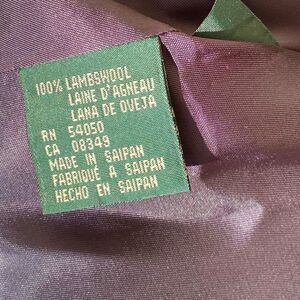 100% LAMBSWOOL
LAINE D'AGNEAU
LANA DE OVEJA
RN 54050
CA 08349
MADE IN SAIPAN
FABRIQUÉ A SAIPAN
HECHO EN SAIPAN